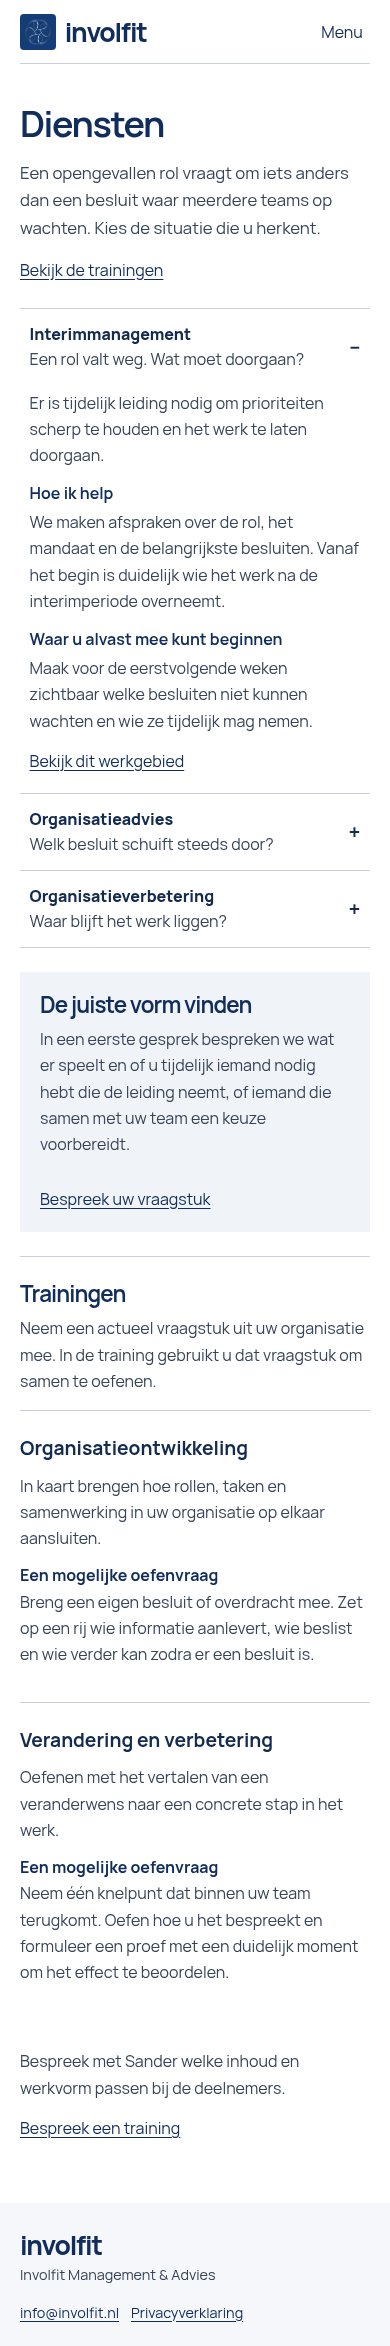 involfit
Menu
Diensten
Een opengevallen rol vraagt om iets anders
dan een besluit waar meerdere teams op
wachten. Kies de situatie die u herkent.
Bekijk de trainingen
Interimmanagement
Een rol valt weg. Wat moet doorgaan?
−
Er is tijdelijk leiding nodig om prioriteiten
scherp te houden en het werk te laten
doorgaan.
Hoe ik help
We maken afspraken over de rol, het
mandaat en de belangrijkste besluiten. Vanaf
het begin is duidelijk wie het werk na de
interimperiode overneemt.
Waar u alvast mee kunt beginnen
Maak voor de eerstvolgende weken
zichtbaar welke besluiten niet kunnen
wachten en wie ze tijdelijk mag nemen.
Bekijk dit werkgebied
Organisatieadvies
Welk besluit schuift steeds door?
+
Organisatieverbetering
Waar blijft het werk liggen?
+
De juiste vorm vinden
In een eerste gesprek bespreken we wat
er speelt en of u tijdelijk iemand nodig
hebt die de leiding neemt, of iemand die
samen met uw team een keuze
voorbereidt.
Bespreek uw vraagstuk
Trainingen
Neem een actueel vraagstuk uit uw organisatie
mee. In de training gebruikt u dat vraagstuk om
samen te oefenen.
Organisatieontwikkeling
In kaart brengen hoe rollen, taken en
samenwerking in uw organisatie op elkaar
aansluiten.
Een mogelijke oefenvraag
Breng een eigen besluit of overdracht mee. Zet
op een rij wie informatie aanlevert, wie beslist
en wie verder kan zodra er een besluit is.
Verandering en verbetering
Oefenen met het vertalen van een
veranderwens naar een concrete stap in het
werk.
Een mogelijke oefenvraag
Neem één knelpunt dat binnen uw team
terugkomt. Oefen hoe u het bespreekt en
formuleer een proef met een duidelijk moment
om het effect te beoordelen.
Bespreek met Sander welke inhoud en
werkvorm passen bij de deelnemers.
Bespreek een training
involfit
Involfit Management & Advies
info@involfit.nl Privacyverklaring